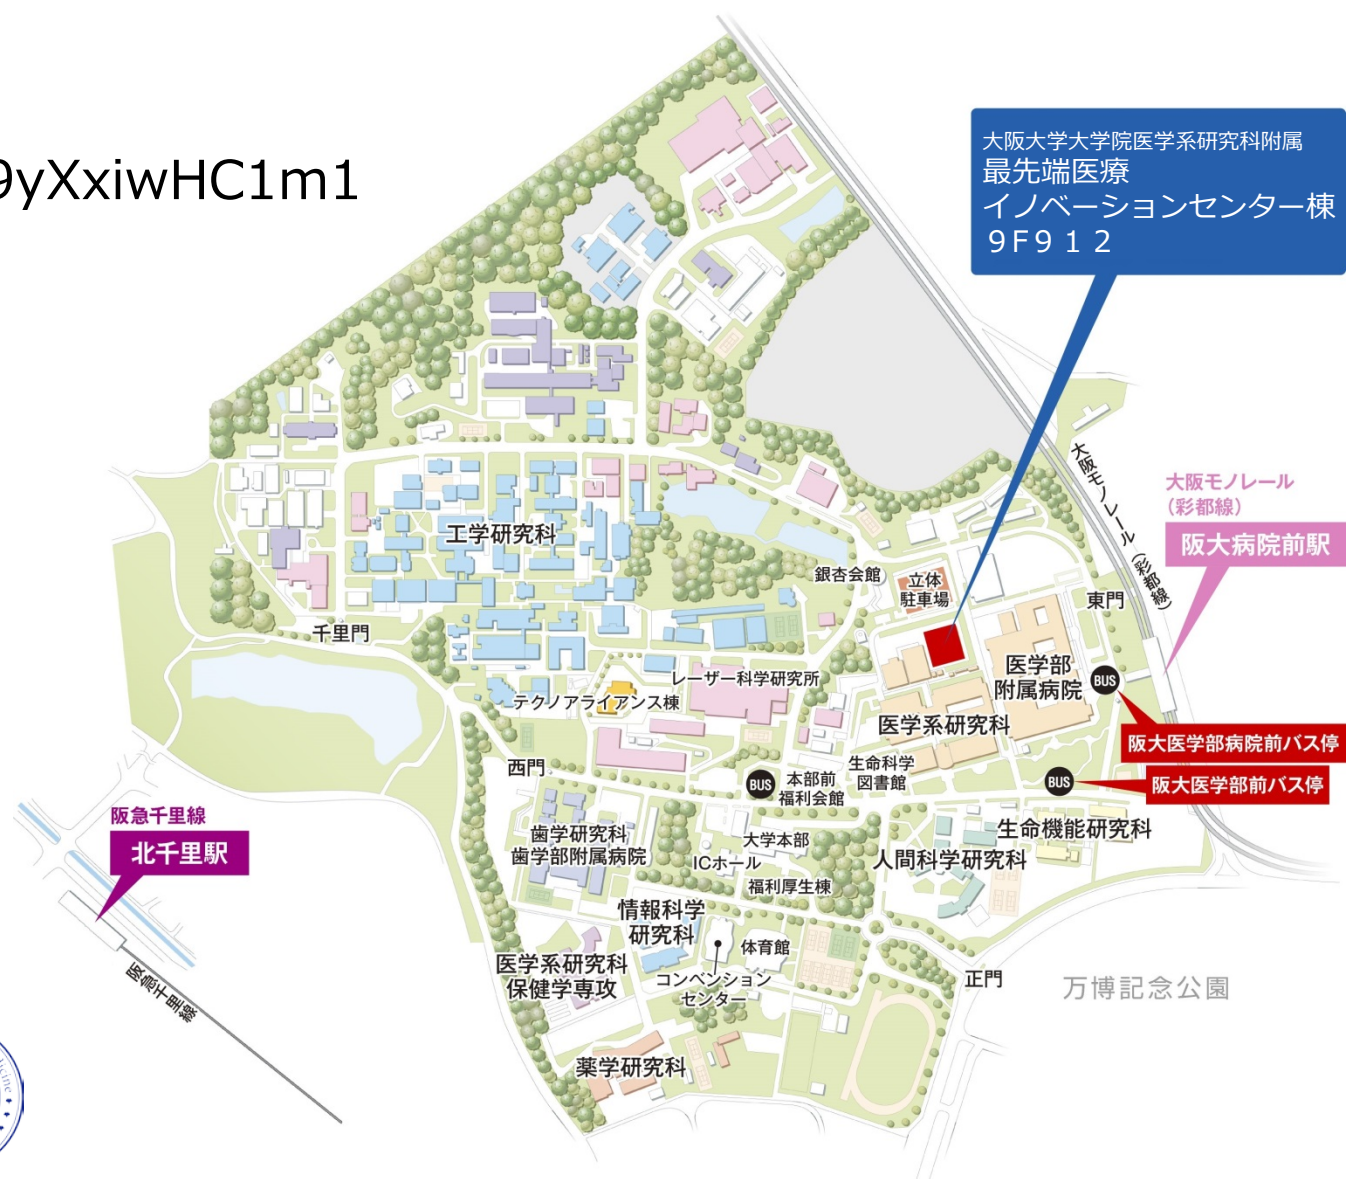 9yXxiwHC1m1
大阪大学大学院医学系研究科附属
最先端医療
イノベーションセンター棟
９F９１２
大阪モノレール（彩都線）
大阪モノレール
（彩都線）
阪大病院前駅
工学研究科
銀杏会館
立体
駐車場
東門
千里門
医学部
附属病院
BUS
レーザー科学研究所
テクノアライアンス棟
医学系研究科
阪大医学部病院前バス停
西門
生命科学
図書館
BUS
本部前
福利会館
BUS
阪大医学部前バス停
阪急千里線
北千里駅
歯学研究科
歯学部附属病院
大学本部
ICホール
福利厚生棟
生命機能研究科
人間科学研究科
情報科学
研究科
体育館
医学系研究科
保健学専攻
コンベンション
センター
正門
万博記念公園
阪急千里線
薬学研究科